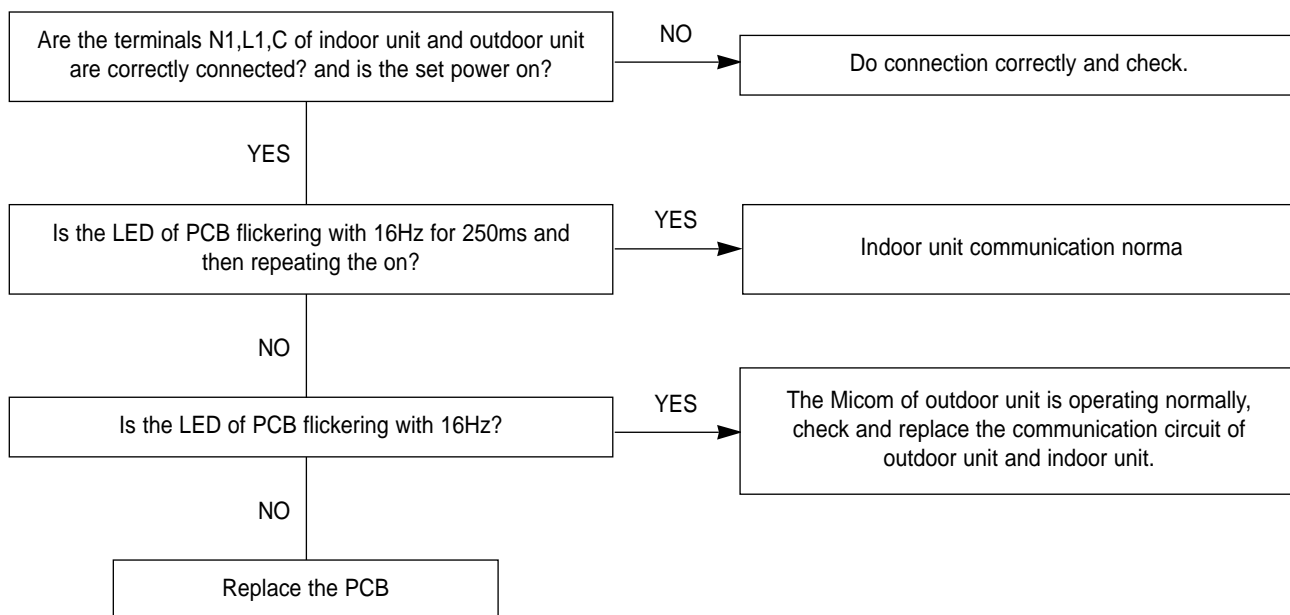 Are the terminals N1,L1,C of indoor unit and outdoor unit
are correctly connected? and is the set power on?
NO
Do connection correctly and check.
YES
Is the LED of PCB flickering with 16Hz for 250ms and
then repeating the on?
YES
Indoor unit communication norma
NO
Is the LED of PCB flickering with 16Hz?
YES
The Micom of outdoor unit is operating normally,
check and replace the communication circuit of
outdoor unit and indoor unit.
NO
Replace the PCB